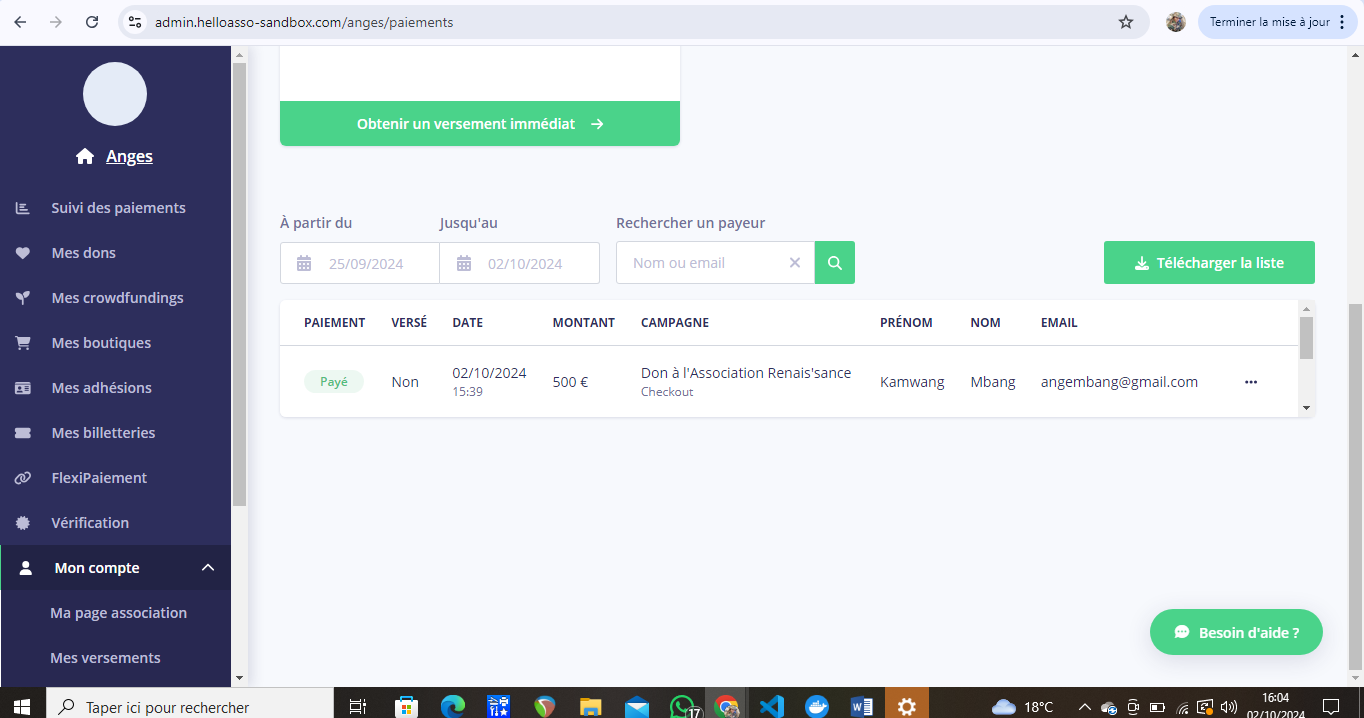 admin.helloasso-sandbox.com/anges/paiements
Terminer la mise à jour
Anges
Suivi des paiements
Mes dons
Mes crowdfundings
Mes boutiques
Mes adhésions
Mes billetteries
FlexiPaiement
Vérification
Mon compte
Ma page association
Mes versements
Obtenir un versement immédiat
À partir du Jusqu'au Rechercher un payeur
25/09/2024 02/10/2024 Nom ou email Télécharger la liste
PAIEMENT VERSÉ DATE MONTANT CAMPAGNE PRÉNOM NOM EMAIL
Payé Non 02/10/2024 500 € Don à l'Association Renais'sance Kamwang Mbang angembang@gmail.com
15:39 Checkout
Besoin d'aide ?
Taper ici pour rechercher
17
18°C
16:04
02/10/2024